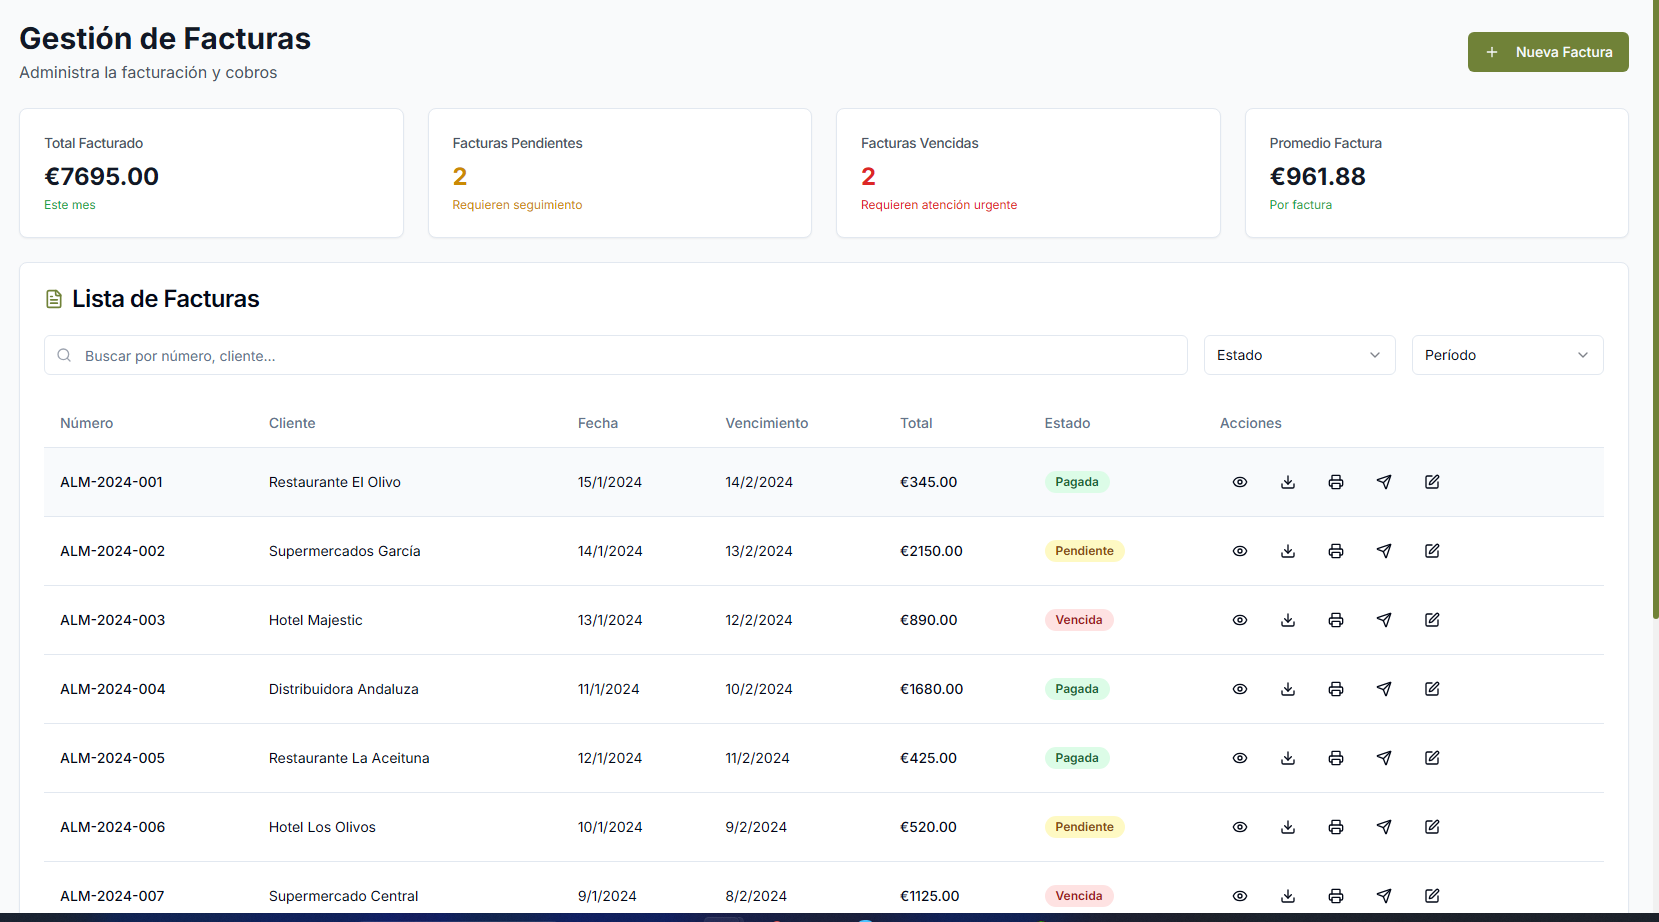 Gestión de Facturas
Administra la facturación y cobros
Nueva Factura
Total Facturado
€7695.00
Este mes
Facturas Pendientes
2
Requieren seguimiento
Facturas Vencidas
2
Requieren atención urgente
Promedio Factura
€961.88
Por factura
Lista de Facturas
Buscar por número, cliente...
Estado
Período
Número Cliente Fecha Vencimiento Total Estado Acciones
ALM-2024-001 Restaurante El Olivo 15/1/2024 14/2/2024 €345.00 Pagada
ALM-2024-002 Supermercados García 14/1/2024 13/2/2024 €2150.00 Pendiente
ALM-2024-003 Hotel Majestic 13/1/2024 12/2/2024 €890.00 Vencida
ALM-2024-004 Distribuidora Andaluza 11/1/2024 10/2/2024 €1680.00 Pagada
ALM-2024-005 Restaurante La Aceituna 12/1/2024 11/2/2024 €425.00 Pagada
ALM-2024-006 Hotel Los Olivos 10/1/2024 9/2/2024 €520.00 Pendiente
ALM-2024-007 Supermercado Central 9/1/2024 8/2/2024 €1125.00 Vencida